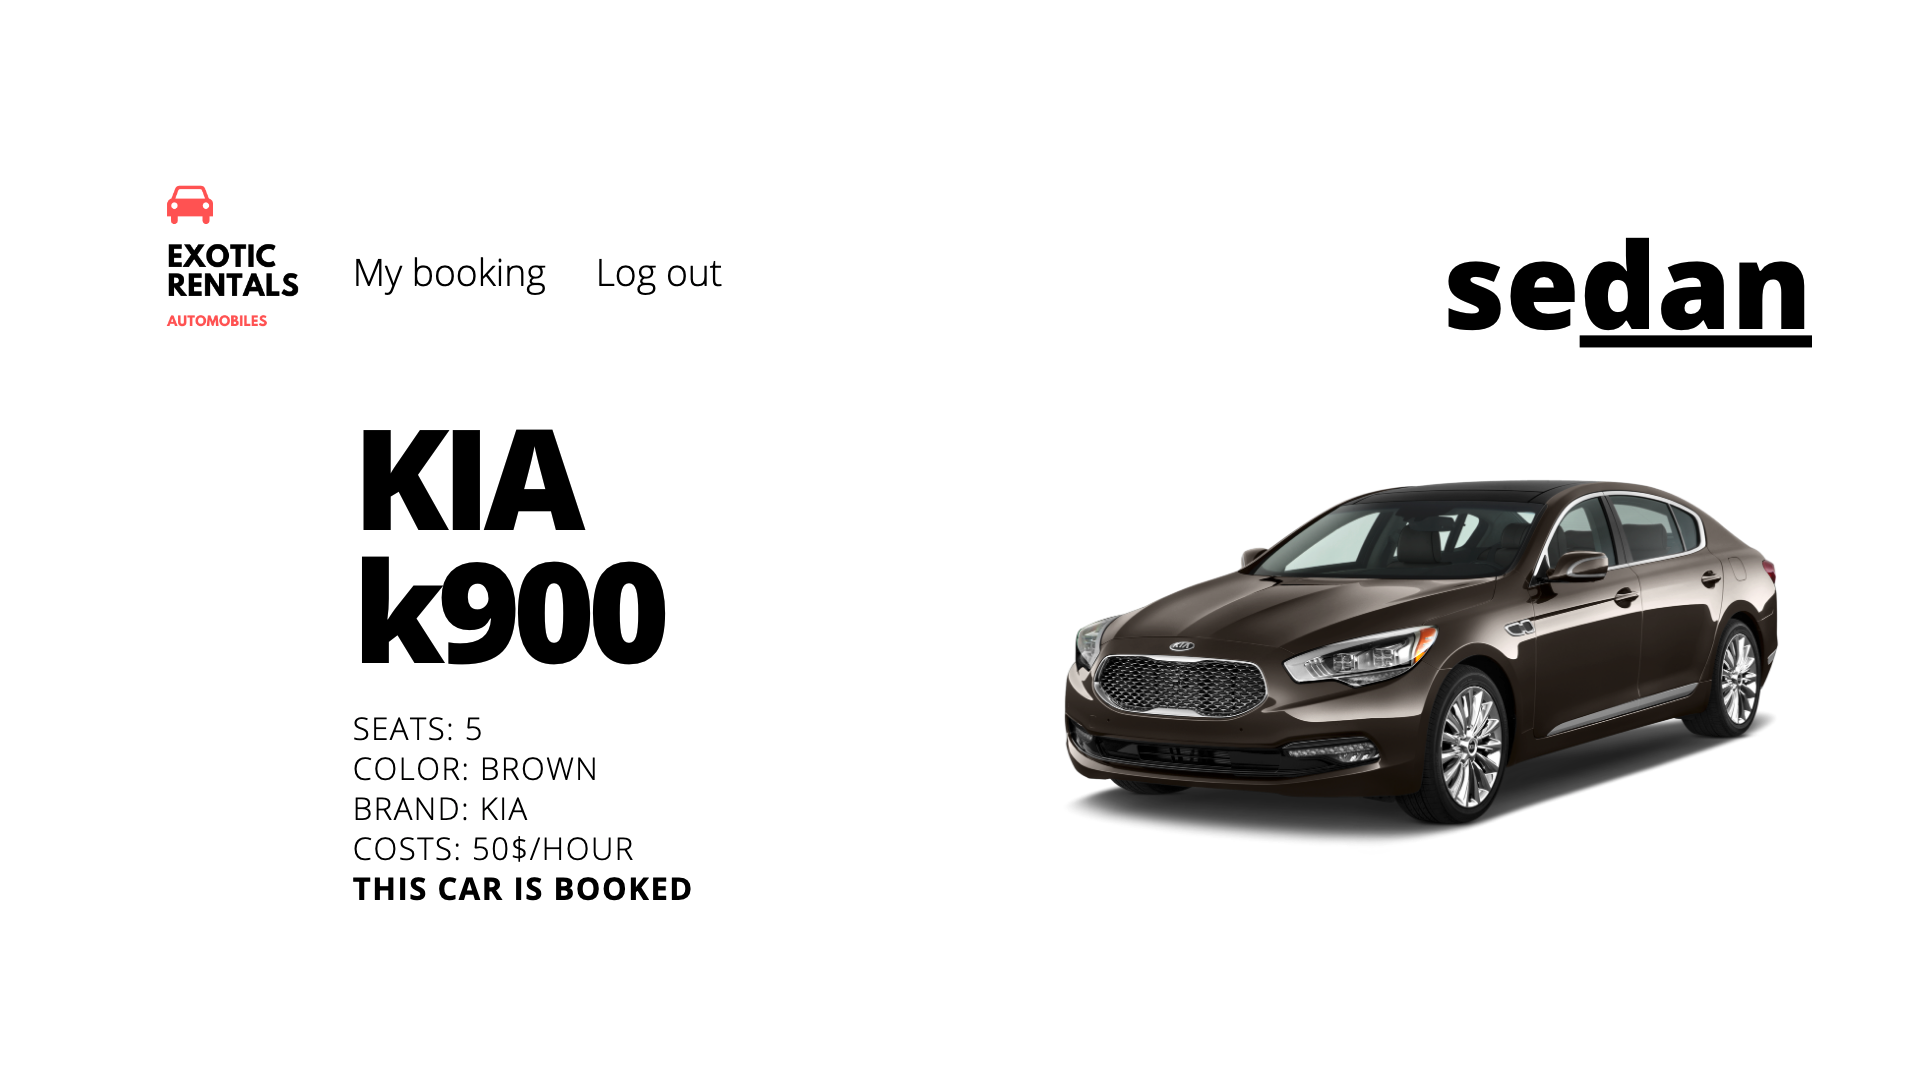 EXOTIC
RENTALS
AUTOMOBILES
My booking
Log out
sedan
KIA
k900
SEATS: 5
COLOR: BROWN
BRAND: KIA
COSTS: 50$/HOUR
THIS CAR IS BOOKED
KIA